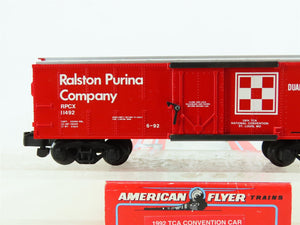 Ralston Purina
Company
RPCX
11492
6-92
DUAL
1992 TCA
NATIONAL CONVENTION
ST. LOUIS, MO
AMERICAN FLYER TRAINS
1992 TCA CONVENTION CAR